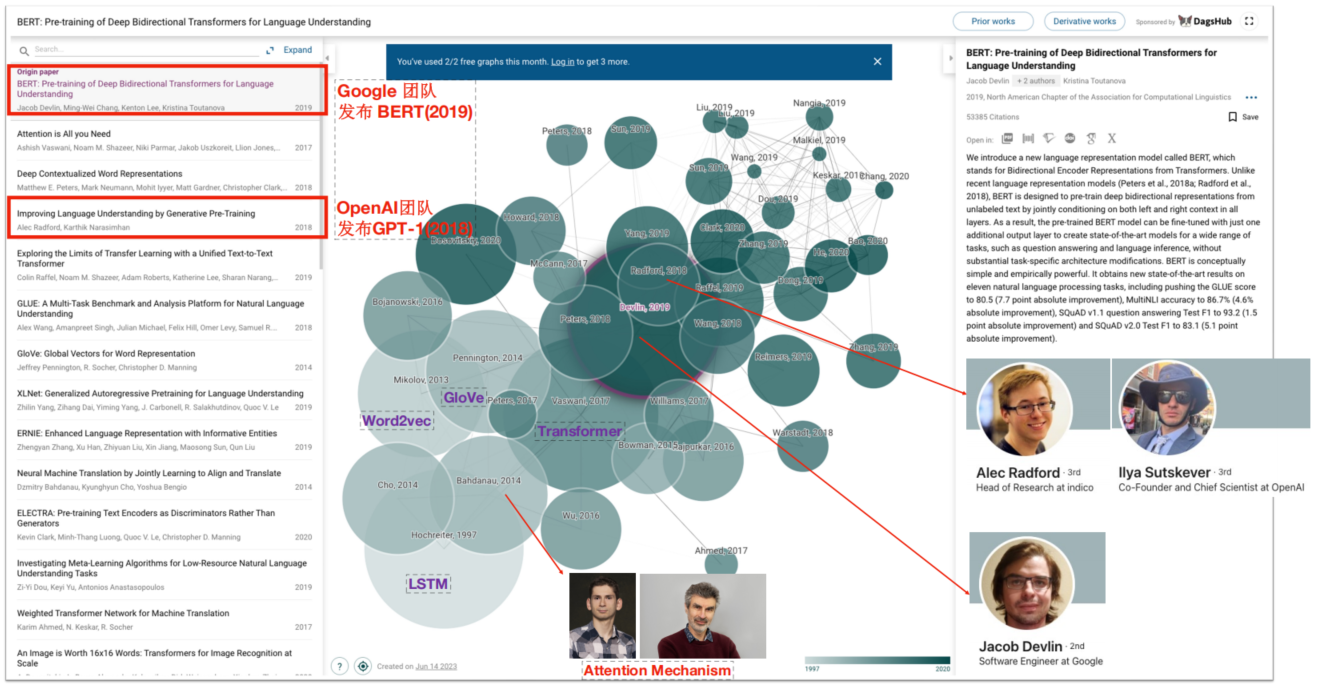 BERT: Pre-training of Deep Bidirectional Transformers for Language Understanding
Prior works
Derivative works
Sponsored by DagsHub
Search...
Expand
Origin paper
BERT: Pre-training of Deep Bidirectional Transformers for Language
Understanding
Jacob Devlin, Ming-Wei Chang, Kenton Lee, Kristina Toutanova 2019
Attention is All you Need
Ashish Vaswani, Noam M. Shazeer, Niki Parmar, Jakob Uszkoreit, Llion Jones,... 2017
Deep Contextualized Word Representations
Matthew E. Peters, Mark Neumann, Mohit Iyyer, Matt Gardner, Christopher Clark,... 2018
Improving Language Understanding by Generative Pre-Training
Alec Radford, Karthik Narasimhan 2018
Exploring the Limits of Transfer Learning with a Unified Text-to-Text
Transformer
Colin Raffel, Noam M. Shazeer, Adam Roberts, Katherine Lee, Sharan Narang,... 2019
GLUE: A Multi-Task Benchmark and Analysis Platform for Natural Language
Understanding
Alex Wang, Amanpreet Singh, Julian Michael, Felix Hill, Omer Levy, Samuel R.... 2018
GloVe: Global Vectors for Word Representation
Jeffrey Pennington, R. Socher, Christopher D. Manning 2014
XLNet: Generalized Autoregressive Pretraining for Language Understanding
Zhilin Yang, Zihang Dai, Yiming Yang, J. Carbonell, R. Salakhutdinov, Quoc V. Le 2019
ERNIE: Enhanced Language Representation with Informative Entities
Zhengyan Zhang, Xu Han, Zhiyuan Liu, Xin Jiang, Maosong Sun, Qun Liu 2019
Neural Machine Translation by Jointly Learning to Align and Translate
Dzmitry Bahdanau, Kyunghyun Cho, Yoshua Bengio 2014
ELECTRA: Pre-training Text Encoders as Discriminators Rather Than
Generators
Kevin Clark, Minh-Thang Luong, Quoc V. Le, Christopher D. Manning 2020
Investigating Meta-Learning Algorithms for Low-Resource Natural Language
Understanding Tasks
Zi-Yi Dou, Keyi Yu, Antonios Anastasopoulos 2019
Weighted Transformer Network for Machine Translation
Karim Ahmed, N. Keskar, R. Socher 2017
An Image is Worth 16x16 Words: Transformers for Image Recognition at
Scale
You've used 2/2 free graphs this month. Log in to get 3 more.
Google 团队
发布 BERT(2019)
OpenAI团队
发布GPT-1(2018)
Liu, 2019
Liu, 2019
Nangia, 2019
Peters, 2018
Sun, 2019
Malkiel, 2019
Wang, 2019
Sun, 2019
Keskar, 2019
Zhang, 2020
Dou, 2019
Howard, 2018
Yang, 2019
Clark, 2020
Bao, 2020
Dosovitskiy, 2020
Zhang, 2019
He, 2020
McCann, 2017
Radford, 2018
Raffel, 2019
Dong, 2019
Bojanowski, 2016
Devlin, 2019
Peters, 2018
Wang, 2018
Zhang, 2019
Pennington, 2014
Reimers, 2019
Mikolov, 2013
GloVe
Peters, 2017
Vaswani, 2017
Williams, 2017
Word2vec
Transformer
Warstadt, 2018
Bowman, 2015
Rajpurkar, 2016
Cho, 2014
Bahdanau, 2014
Wu, 2016
Hochreiter, 1997
Ahmed, 2017
LSTM
Attention Mechanism
?
Created on Jun 14 2023
1997
2020
BERT: Pre-training of Deep Bidirectional Transformers for
Language Understanding
Jacob Devlin + 2 authors Kristina Toutanova
2019, North American Chapter of the Association for Computational Linguistics
53385 Citations
Save
Open in:
We introduce a new language representation model called BERT, which
stands for Bidirectional Encoder Representations from Transformers. Unlike
recent language representation models (Peters et al., 2018a; Radford et al.,
2018), BERT is designed to pre-train deep bidirectional representations from
unlabeled text by jointly conditioning on both left and right context in all
layers. As a result, the pre-trained BERT model can be fine-tuned with just one
additional output layer to create state-of-the-art models for a wide range of
tasks, such as question answering and language inference, without
substantial task-specific architecture modifications. BERT is conceptually
simple and empirically powerful. It obtains new state-of-the-art results on
eleven natural language processing tasks, including pushing the GLUE score
to 80.5 (7.7 point absolute improvement), MultiNLI accuracy to 86.7% (4.6%
absolute improvement), SQuAD v1.1 question answering Test F1 to 93.2 (1.5
point absolute improvement) and SQuAD v2.0 Test F1 to 83.1 (5.1 point
absolute improvement).
Alec Radford · 3rd
Head of Research at indico
Ilya Sutskever · 3rd
Co-Founder and Chief Scientist at OpenAI
Jacob Devlin · 2nd
Software Engineer at Google